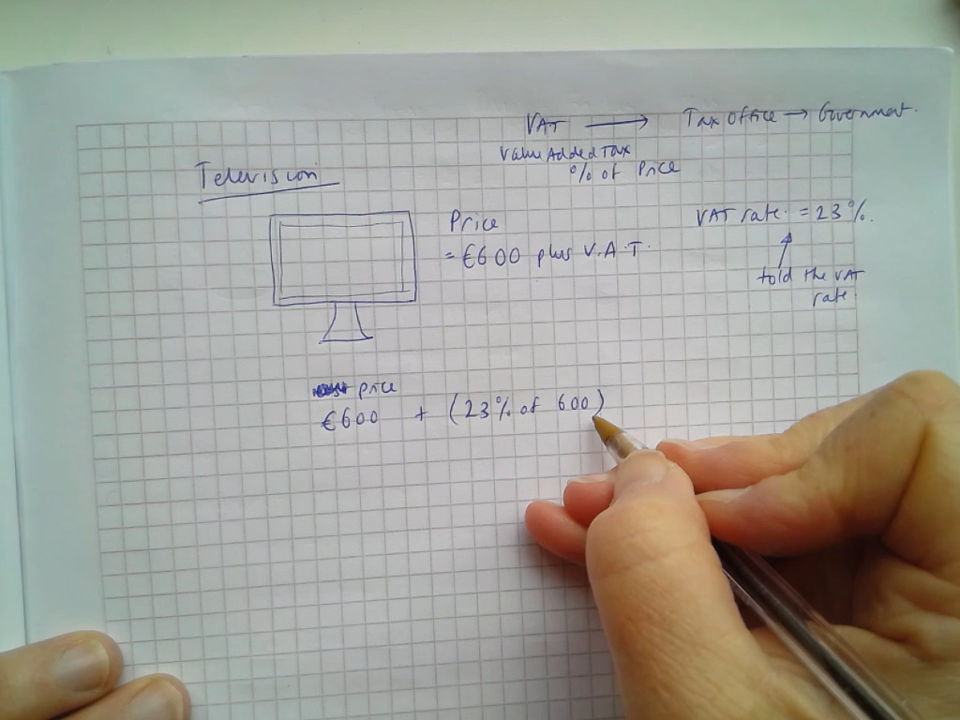 VAT → Tax Office → Government.
Value Added Tax
% of Price
Television
Price
= €600 plus V.A.T.
VAT rate = 23%.
told the VAT
rate.
price
€600 + (23% of 600)